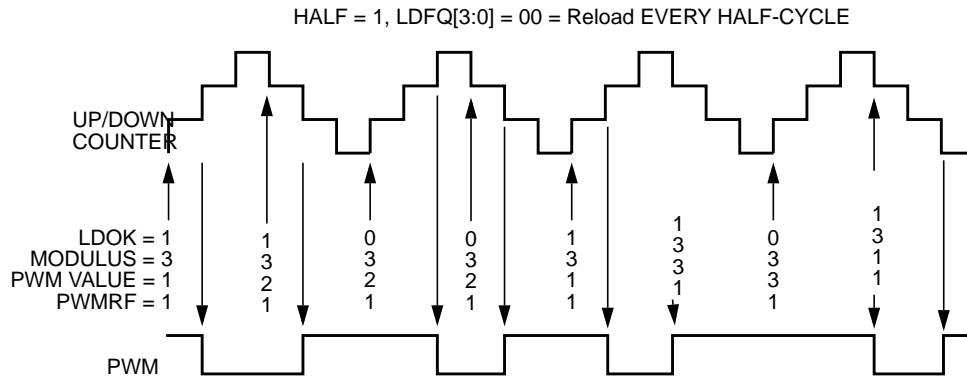 HALF = 1, LDFQ[3:0] = 00 = Reload EVERY HALF-CYCLE
UP/DOWN
COUNTER
LDOK = 1 1 0 0 1 1 0 1
MODULUS = 3 3 3 3 3 3 3 3
PWM VALUE = 1 2 2 2 1 3 3 1
PWMRF = 1 1 1 1 1 1 1 1
PWM